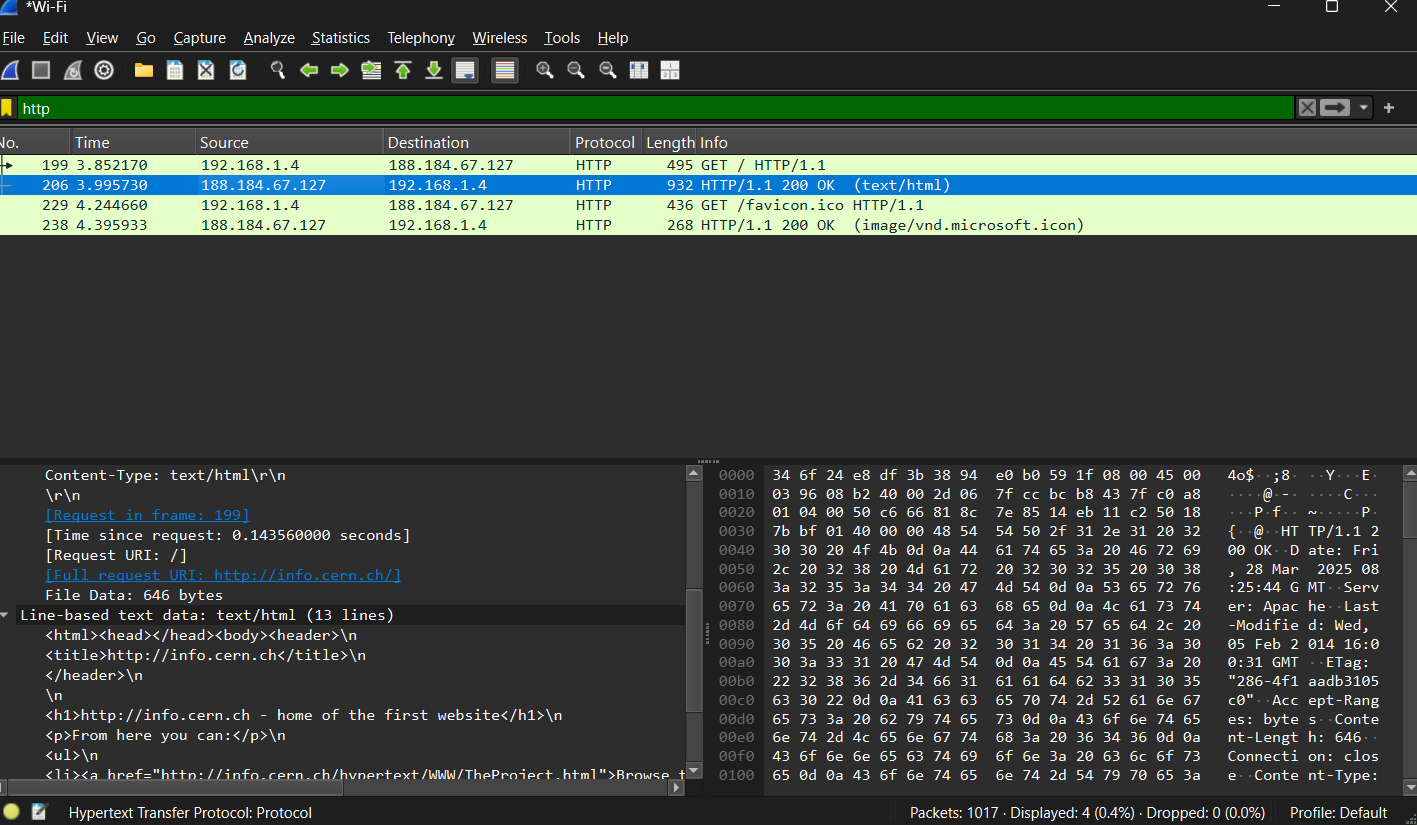 *Wi-Fi
File Edit View Go Capture Analyze Statistics Telephony Wireless Tools Help
http
No. Time Source Destination Protocol Length Info
199 3.852170 192.168.1.4 188.184.67.127 HTTP 495 GET / HTTP/1.1
206 3.995730 188.184.67.127 192.168.1.4 HTTP 932 HTTP/1.1 200 OK (text/html)
229 4.244660 192.168.1.4 188.184.67.127 HTTP 436 GET /favicon.ico HTTP/1.1
238 4.395933 188.184.67.127 192.168.1.4 HTTP 268 HTTP/1.1 200 OK (image/vnd.microsoft.icon)
Content-Type: text/html\r\n
\r\n
[Request in frame: 199]
[Time since request: 0.143560000 seconds]
[Request URI: /]
[Full request URI: http://info.cern.ch/]
File Data: 646 bytes
Line-based text data: text/html (13 lines)
<html><head></head><body><header>\n
<title>http://info.cern.ch</title>\n
</header>\n
\n
<h1>http://info.cern.ch - home of the first website</h1>\n
<p>From here you can:</p>\n
<ul>\n
<li><a href="http://info.cern.ch/hypertext/WWW/TheProject.html">Browse t
0000 34 6f 24 e8 df 3b 38 94 e0 b0 59 1f 08 00 45 00 4o$··;8· ··Y···E·
0010 03 96 08 b2 40 00 2d 06 7f cc bc b8 43 7f c0 a8 ····@·-· ····C···
0020 01 04 00 50 c6 66 81 8c 7e 85 14 eb 11 c2 50 18 ···P·f·· ~·····P·
0030 7b bf 01 40 00 00 48 54 54 50 2f 31 2e 31 20 32 {··@··HT TP/1.1 2
0040 30 30 20 4f 4b 0d 0a 44 61 74 65 3a 20 46 72 69 00 OK··D ate: Fri
0050 2c 20 32 38 20 4d 61 72 20 32 30 32 35 20 30 38 , 28 Mar 2025 08
0060 3a 32 35 3a 34 34 20 47 4d 54 0d 0a 53 65 72 76 :25:44 G MT··Serv
0070 65 72 3a 20 41 70 61 63 68 65 0d 0a 4c 61 73 74 er: Apac he··Last
0080 2d 4d 6f 64 69 66 69 65 64 3a 20 57 65 64 2c 20 -Modifie d: Wed,
0090 30 35 20 46 65 62 20 32 30 31 34 20 31 36 3a 30 05 Feb 2 014 16:0
00a0 30 3a 33 31 20 47 4d 54 0d 0a 45 54 61 67 3a 20 0:31 GMT ··ETag:
00b0 22 32 38 36 2d 34 66 31 61 61 64 62 33 31 30 35 "286-4f1 aadb3105
00c0 63 30 22 0d 0a 41 63 63 65 70 74 2d 52 61 6e 67 c0"··Acc ept-Rang
00d0 65 73 3a 20 62 79 74 65 73 0d 0a 43 6f 6e 74 65 es: byte s··Conte
00e0 6e 74 2d 4c 65 6e 67 74 68 3a 20 36 34 36 0d 0a nt-Lengt h: 646··
00f0 43 6f 6e 6e 65 63 74 69 6f 6e 3a 20 63 6c 6f 73 Connecti on: clos
0100 65 0d 0a 43 6f 6e 74 65 6e 74 2d 54 79 70 65 3a e··Conte nt-Type:
Hypertext Transfer Protocol: Protocol
Packets: 1017 · Displayed: 4 (0.4%) · Dropped: 0 (0.0%)
Profile: Default